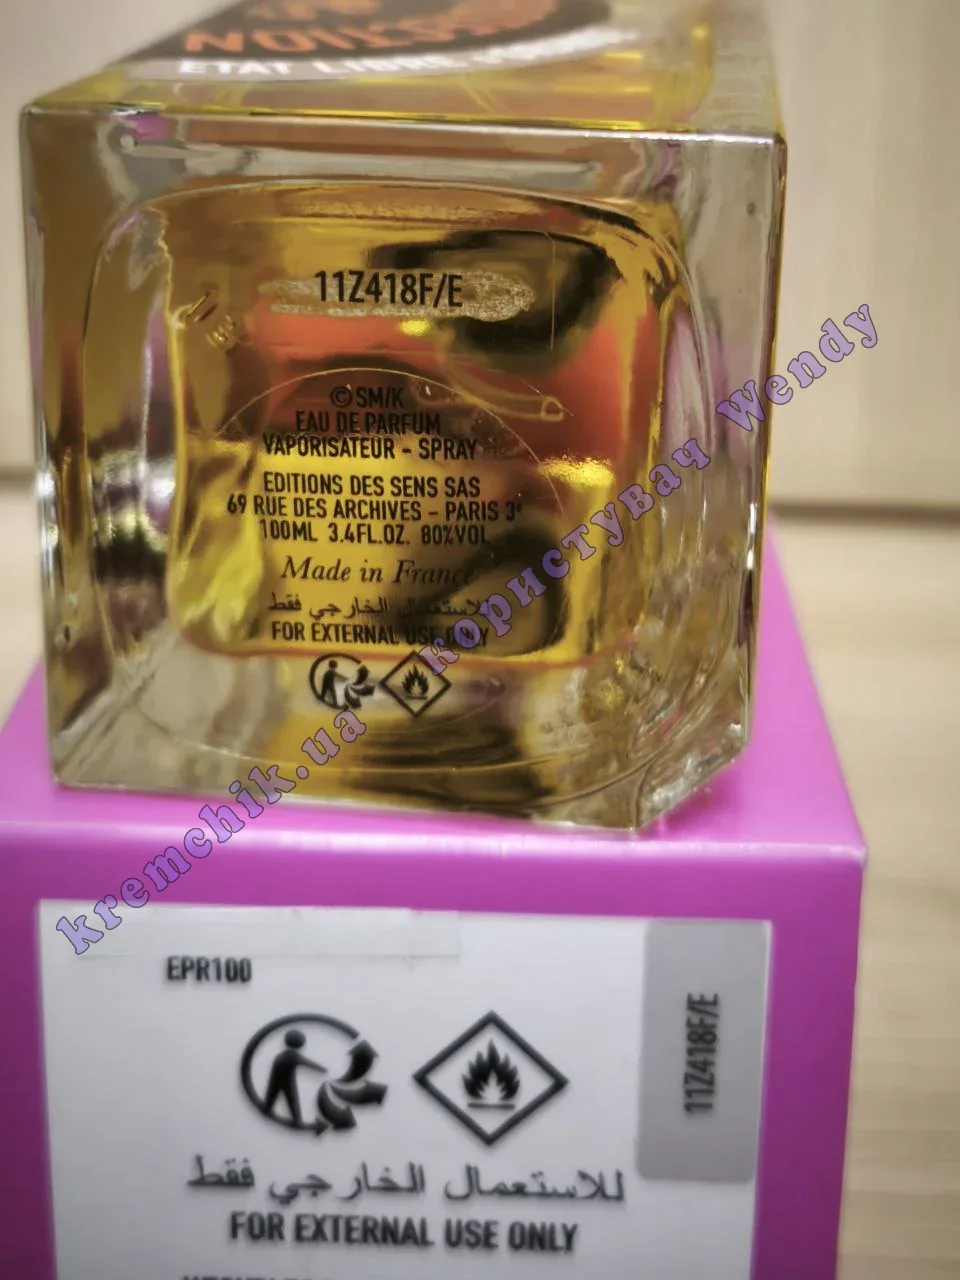 ETAT LIBRE
11Z418F/E
© SM/K
EAU DE PARFUM
VAPORISATEUR - SPRAY
EDITIONS DES SENS SAS
69 RUE DES ARCHIVES - PARIS 3ᵉ
100ML 3.4FL.OZ. 80%VOL
Made in France
للاستعمال الخارجي فقط
FOR EXTERNAL USE ONLY
kremchik.ua користувач Wendy
EPR100
11Z418F/E
للاستعمال الخارجي فقط
FOR EXTERNAL USE ONLY